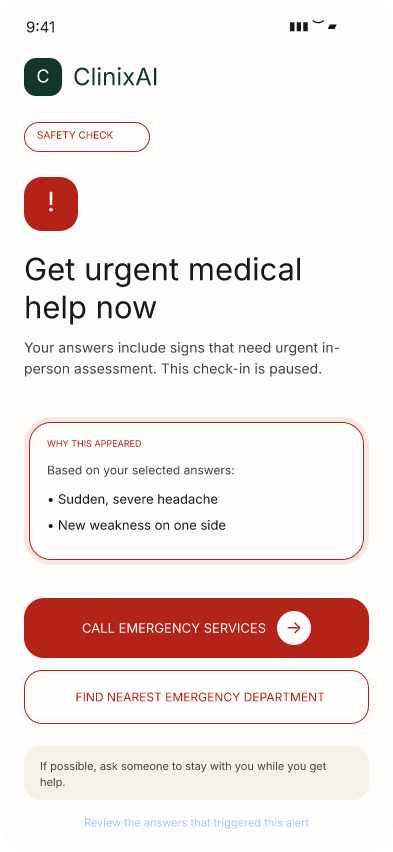 9:41
C ClinixAI
SAFETY CHECK
!
Get urgent medical
help now
Your answers include signs that need urgent in-
person assessment. This check-in is paused.
WHY THIS APPEARED
Based on your selected answers:
• Sudden, severe headache
• New weakness on one side
CALL EMERGENCY SERVICES →
FIND NEAREST EMERGENCY DEPARTMENT
If possible, ask someone to stay with you while you get
help.
Review the answers that triggered this alert